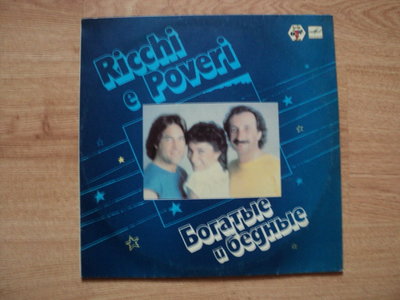 Ricchi
e Poveri
Богатые
и бедные